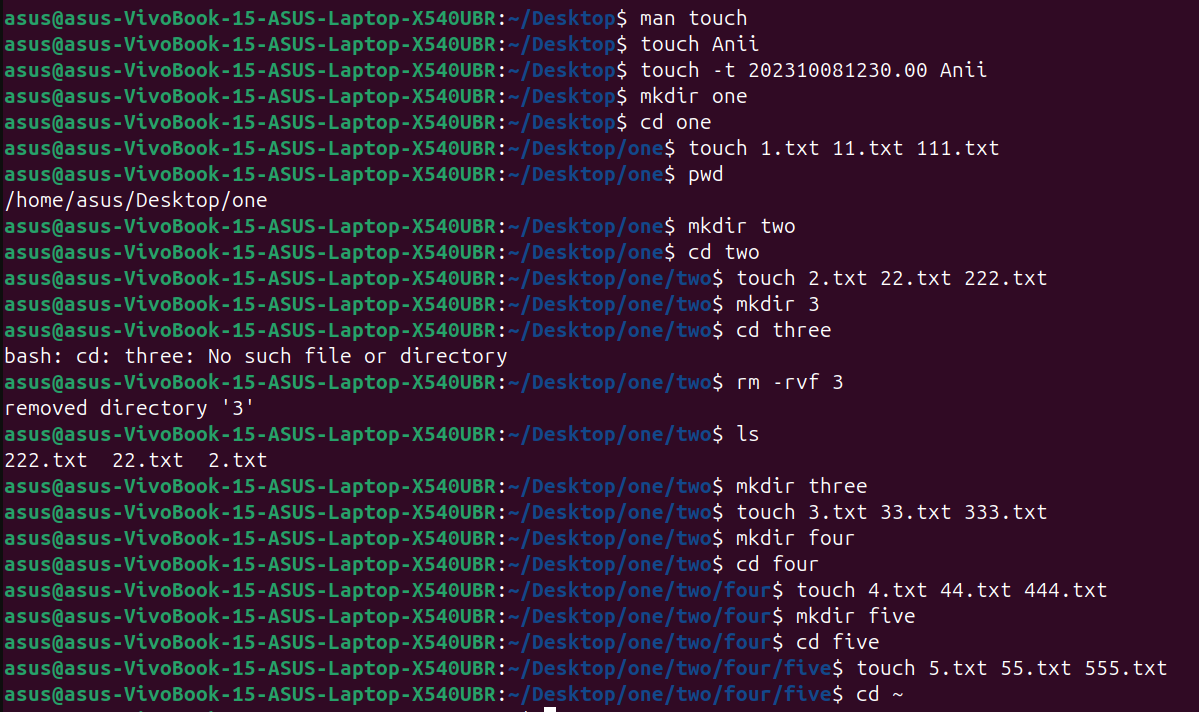 asus@asus-VivoBook-15-ASUS-Laptop-X540UBR:~/Desktop$ man touch
asus@asus-VivoBook-15-ASUS-Laptop-X540UBR:~/Desktop$ touch Anii
asus@asus-VivoBook-15-ASUS-Laptop-X540UBR:~/Desktop$ touch -t 202310081230.00 Anii
asus@asus-VivoBook-15-ASUS-Laptop-X540UBR:~/Desktop$ mkdir one
asus@asus-VivoBook-15-ASUS-Laptop-X540UBR:~/Desktop$ cd one
asus@asus-VivoBook-15-ASUS-Laptop-X540UBR:~/Desktop/one$ touch 1.txt 11.txt 111.txt
asus@asus-VivoBook-15-ASUS-Laptop-X540UBR:~/Desktop/one$ pwd
/home/asus/Desktop/one
asus@asus-VivoBook-15-ASUS-Laptop-X540UBR:~/Desktop/one$ mkdir two
asus@asus-VivoBook-15-ASUS-Laptop-X540UBR:~/Desktop/one$ cd two
asus@asus-VivoBook-15-ASUS-Laptop-X540UBR:~/Desktop/one/two$ touch 2.txt 22.txt 222.txt
asus@asus-VivoBook-15-ASUS-Laptop-X540UBR:~/Desktop/one/two$ mkdir 3
asus@asus-VivoBook-15-ASUS-Laptop-X540UBR:~/Desktop/one/two$ cd three
bash: cd: three: No such file or directory
asus@asus-VivoBook-15-ASUS-Laptop-X540UBR:~/Desktop/one/two$ rm -rvf 3
removed directory '3'
asus@asus-VivoBook-15-ASUS-Laptop-X540UBR:~/Desktop/one/two$ ls
222.txt  22.txt  2.txt
asus@asus-VivoBook-15-ASUS-Laptop-X540UBR:~/Desktop/one/two$ mkdir three
asus@asus-VivoBook-15-ASUS-Laptop-X540UBR:~/Desktop/one/two$ touch 3.txt 33.txt 333.txt
asus@asus-VivoBook-15-ASUS-Laptop-X540UBR:~/Desktop/one/two$ mkdir four
asus@asus-VivoBook-15-ASUS-Laptop-X540UBR:~/Desktop/one/two$ cd four
asus@asus-VivoBook-15-ASUS-Laptop-X540UBR:~/Desktop/one/two/four$ touch 4.txt 44.txt 444.txt
asus@asus-VivoBook-15-ASUS-Laptop-X540UBR:~/Desktop/one/two/four$ mkdir five
asus@asus-VivoBook-15-ASUS-Laptop-X540UBR:~/Desktop/one/two/four$ cd five
asus@asus-VivoBook-15-ASUS-Laptop-X540UBR:~/Desktop/one/two/four/five$ touch 5.txt 55.txt 555.txt
asus@asus-VivoBook-15-ASUS-Laptop-X540UBR:~/Desktop/one/two/four/five$ cd ~